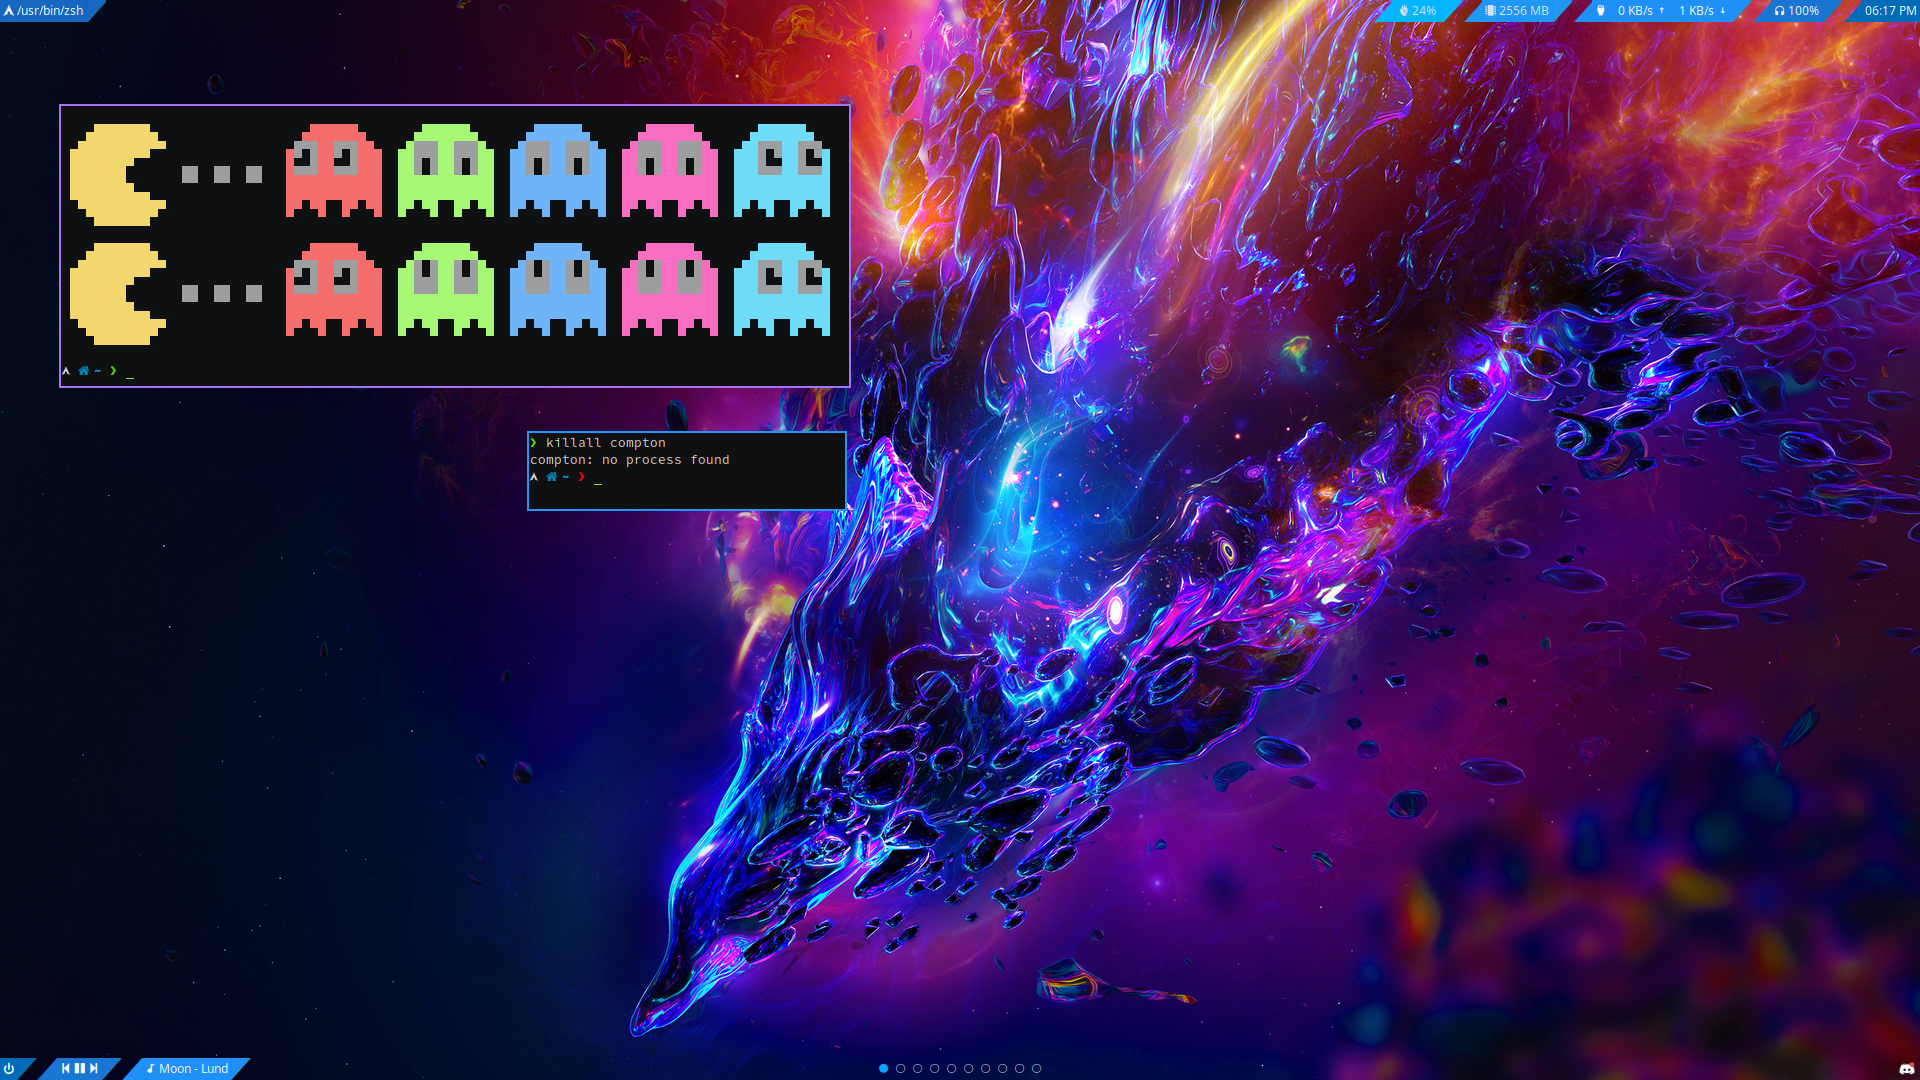 /usr/bin/zsh
24%
2556 MB
0 KB/s ↑ 1 KB/s ↓
100%
06:17 PM
~ ❯ _
❯ killall compton
compton: no process found
~ ❯ _
Moon - Lund